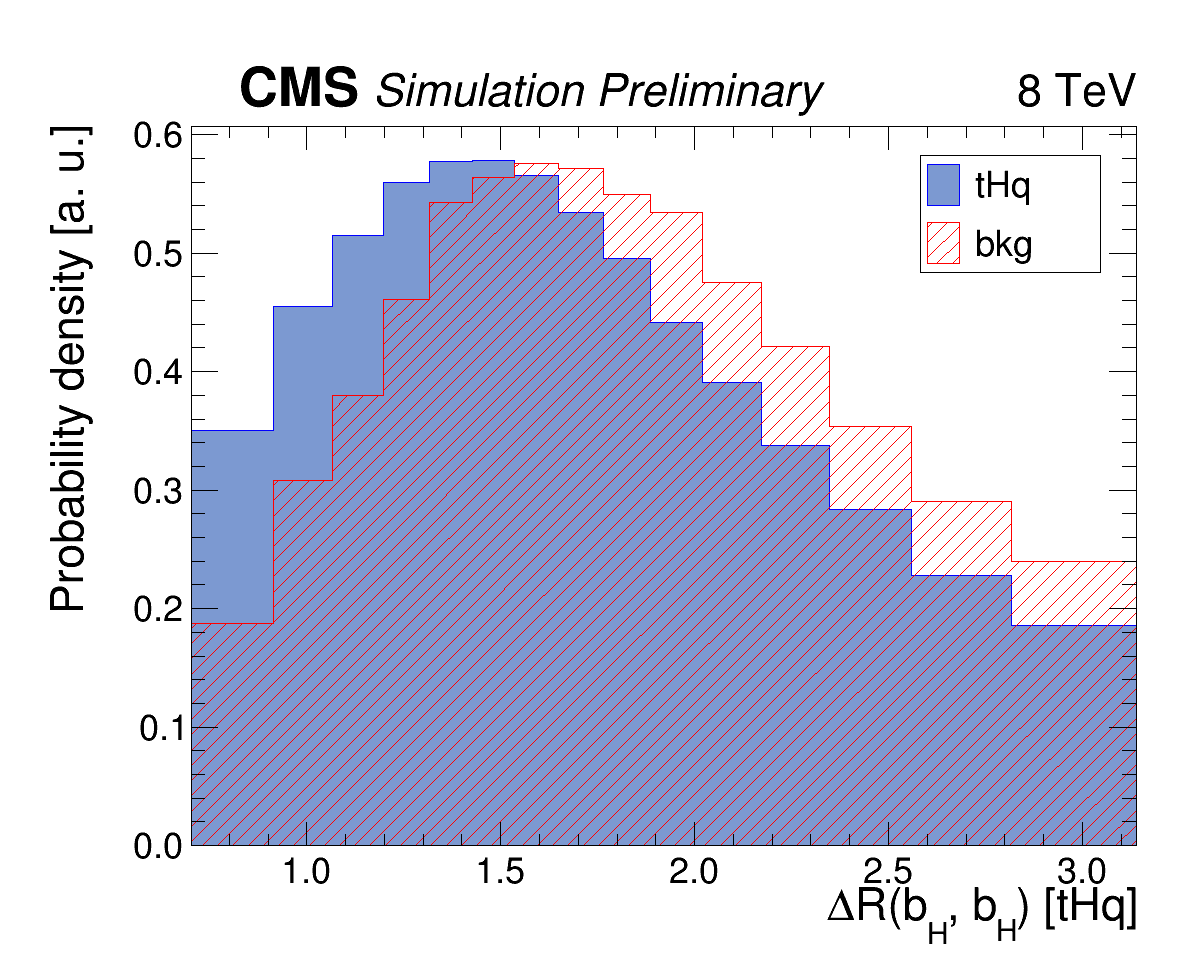 CMS Simulation Preliminary 8 TeV
Probability density [a. u.]
0.6
0.5
0.4
0.3
0.2
0.1
0.0
tHq
bkg
1.0 1.5 2.0 2.5 3.0
ΔR(b_H, b_H) [tHq]